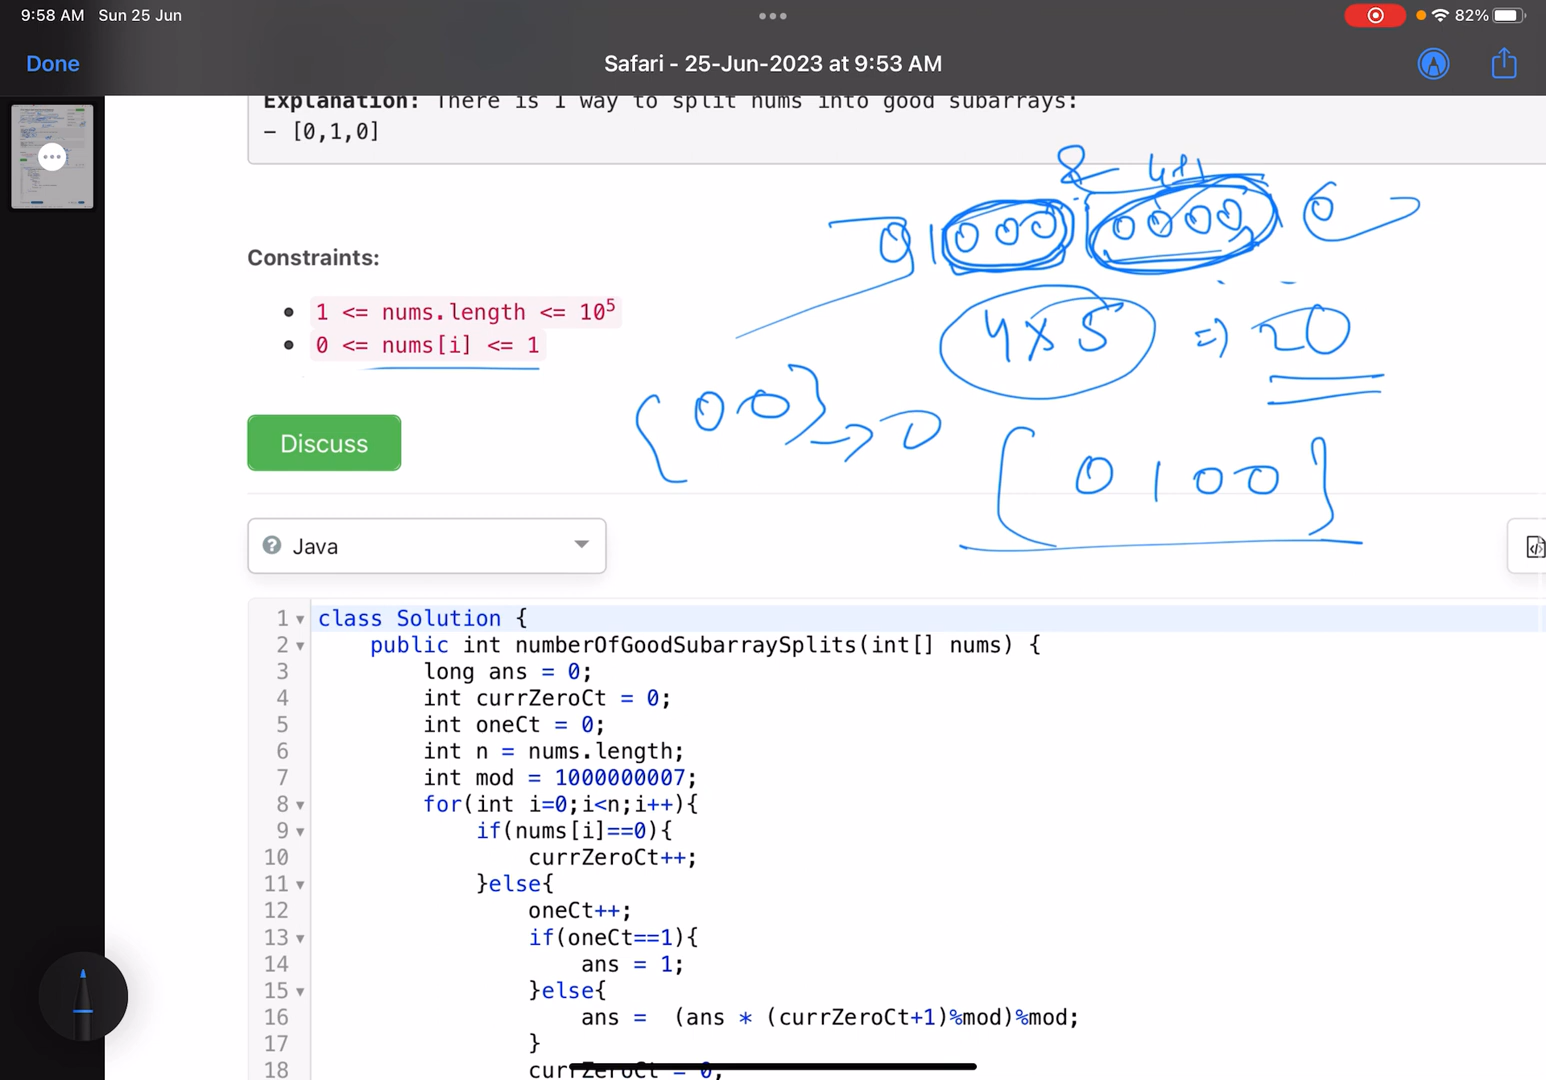 9:58 AM Sun 25 Jun
82%
Done
Safari - 25-Jun-2023 at 9:53 AM
Explanation: There is 1 way to split nums into good subarrays:
- [0,1,0]
0 1 0 0 0 1 0 0 0 0 1 0
Constraints:
1 <= nums.length <= 10^5
0 <= nums[i] <= 1
4 x 5 => 20
{0 0} -> 0
[0 1 0 0]
Discuss
Java
1 class Solution {
2 public int numberOfGoodSubarraySplits(int[] nums) {
3 long ans = 0;
4 int currZeroCt = 0;
5 int oneCt = 0;
6 int n = nums.length;
7 int mod = 1000000007;
8 for(int i=0;i<n;i++){
9 if(nums[i]==0){
10 currZeroCt++;
11 }else{
12 oneCt++;
13 if(oneCt==1){
14 ans = 1;
15 }else{
16 ans = (ans * (currZeroCt+1)%mod)%mod;
17 }
18 currZeroCt = 0;